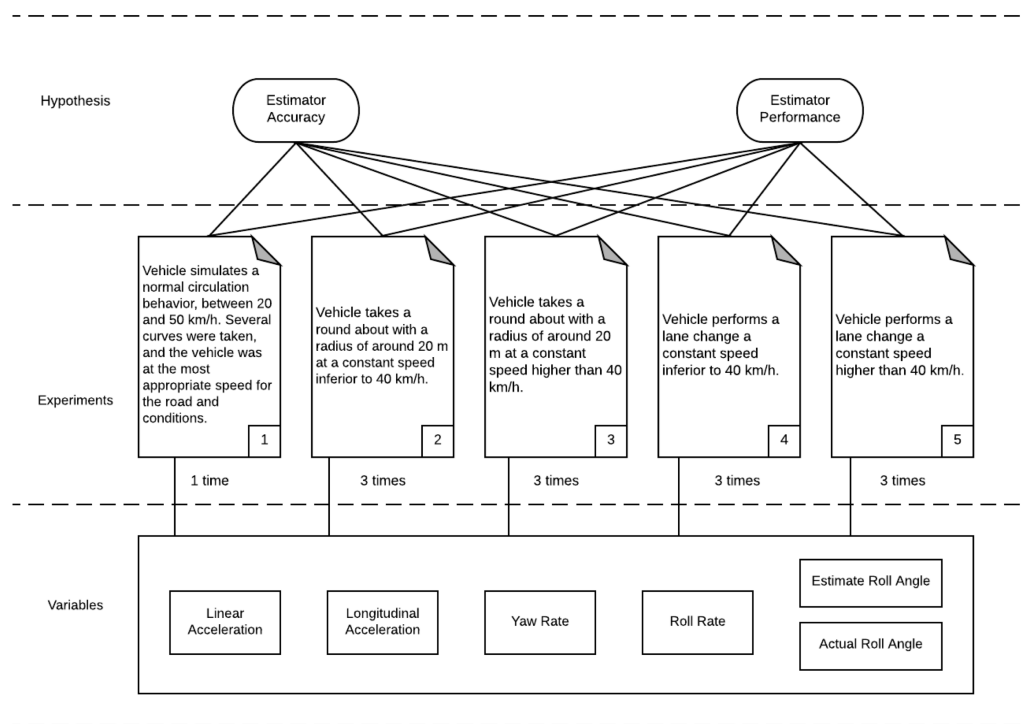 Hypothesis
Estimator
Accuracy
Estimator
Performance
Experiments
Vehicle simulates a
normal circulation
behavior, between 20
and 50 km/h. Several
curves were taken,
and the vehicle was
at the most
appropriate speed for
the road and
conditions.
1
Vehicle takes a
round about with a
radius of around 20 m
at a constant speed
inferior to 40 km/h.
2
Vehicle takes a
round about with a
radius of around 20
m at a constant
speed higher than 40
km/h.
3
Vehicle performs a
lane change a
constant speed
inferior to 40 km/h.
4
Vehicle performs a
lane change a
constant speed
higher than 40 km/h.
5
1 time
3 times
3 times
3 times
3 times
Variables
Linear
Acceleration
Longitudinal
Acceleration
Yaw Rate
Roll Rate
Estimate Roll Angle
Actual Roll Angle